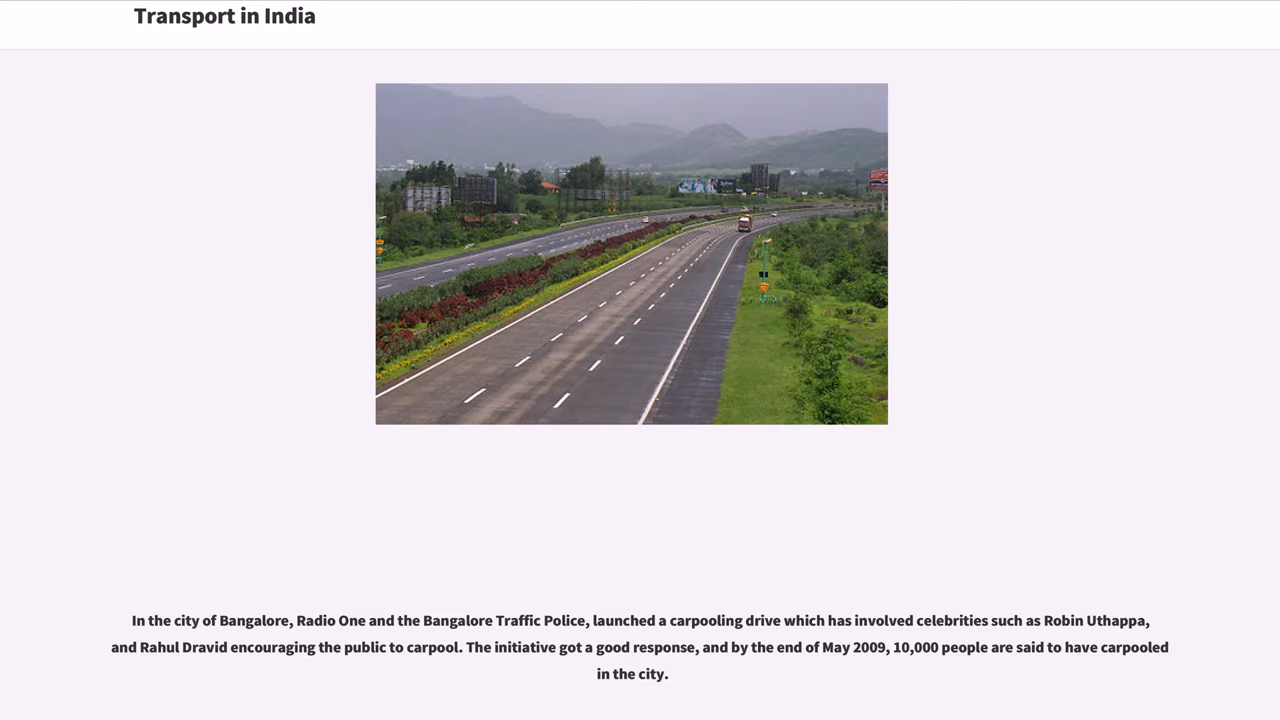 Transport in India
In the city of Bangalore, Radio One and the Bangalore Traffic Police, launched a carpooling drive which has involved celebrities such as Robin Uthappa,
and Rahul Dravid encouraging the public to carpool. The initiative got a good response, and by the end of May 2009, 10,000 people are said to have carpooled
in the city.